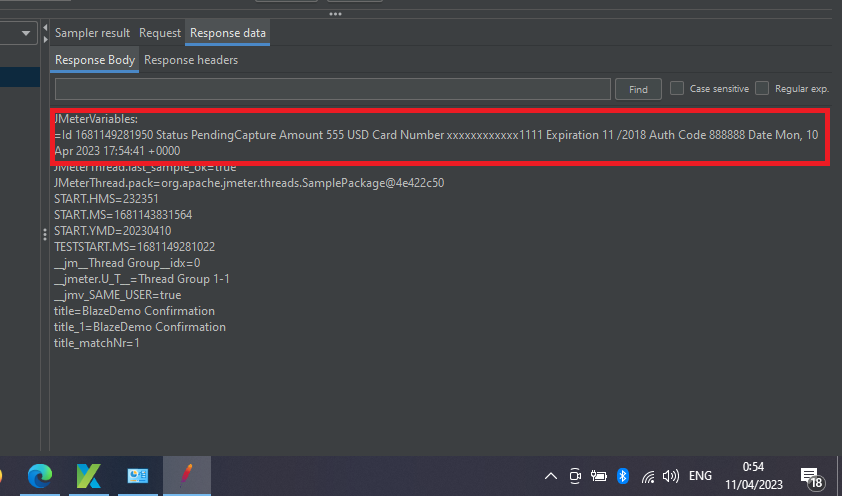 Sampler result Request Response data
Response Body Response headers
Find Case sensitive Regular exp.
JMeterVariables:
=Id 1681149281950 Status PendingCapture Amount 555 USD Card Number xxxxxxxxxxxx1111 Expiration 11 /2018 Auth Code 888888 Date Mon, 10
Apr 2023 17:54:41 +0000
JMeterThread.last_sample_ok=true
JMeterThread.pack=org.apache.jmeter.threads.SamplePackage@4e422c50
START.HMS=232351
START.MS=1681143831564
START.YMD=20230410
TESTSTART.MS=1681149281022
__jm__Thread Group__idx=0
__jmeter.U_T__=Thread Group 1-1
__jmv_SAME_USER=true
title=BlazeDemo Confirmation
title_1=BlazeDemo Confirmation
title_matchNr=1
ENG
0:54
11/04/2023
18